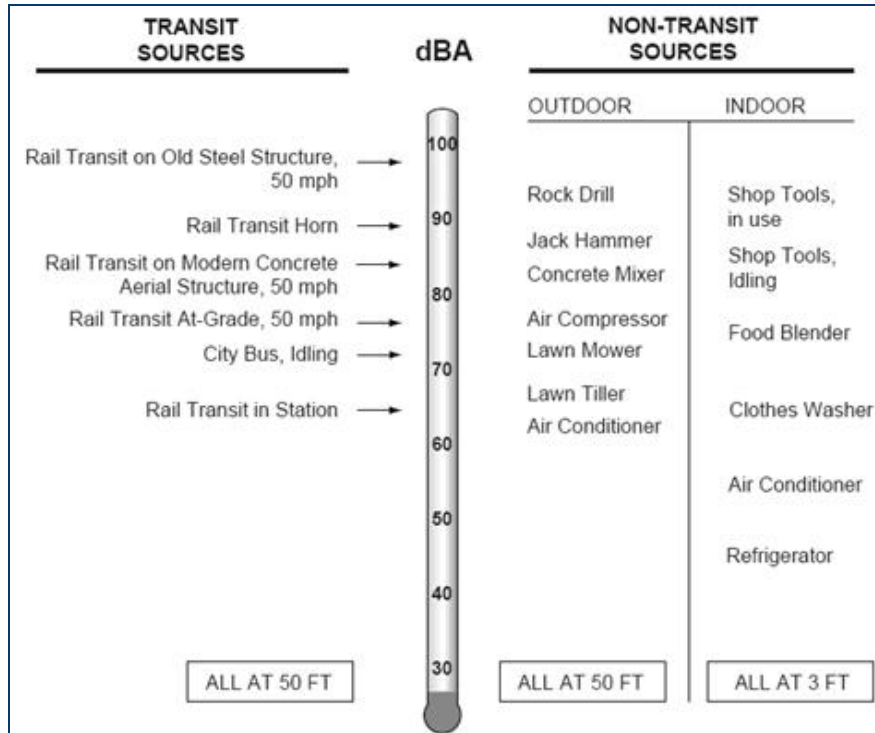 TRANSIT
SOURCES
dBA
NON-TRANSIT
SOURCES
OUTDOOR
INDOOR
Rail Transit on Old Steel Structure,
50 mph
Rail Transit Horn
Rail Transit on Modern Concrete
Aerial Structure, 50 mph
Rail Transit At-Grade, 50 mph
City Bus, Idling
Rail Transit in Station
ALL AT 50 FT
100
90
80
70
60
50
40
30
Rock Drill
Jack Hammer
Concrete Mixer
Air Compressor
Lawn Mower
Lawn Tiller
Air Conditioner
ALL AT 50 FT
Shop Tools,
in use
Shop Tools,
Idling
Food Blender
Clothes Washer
Air Conditioner
Refrigerator
ALL AT 3 FT